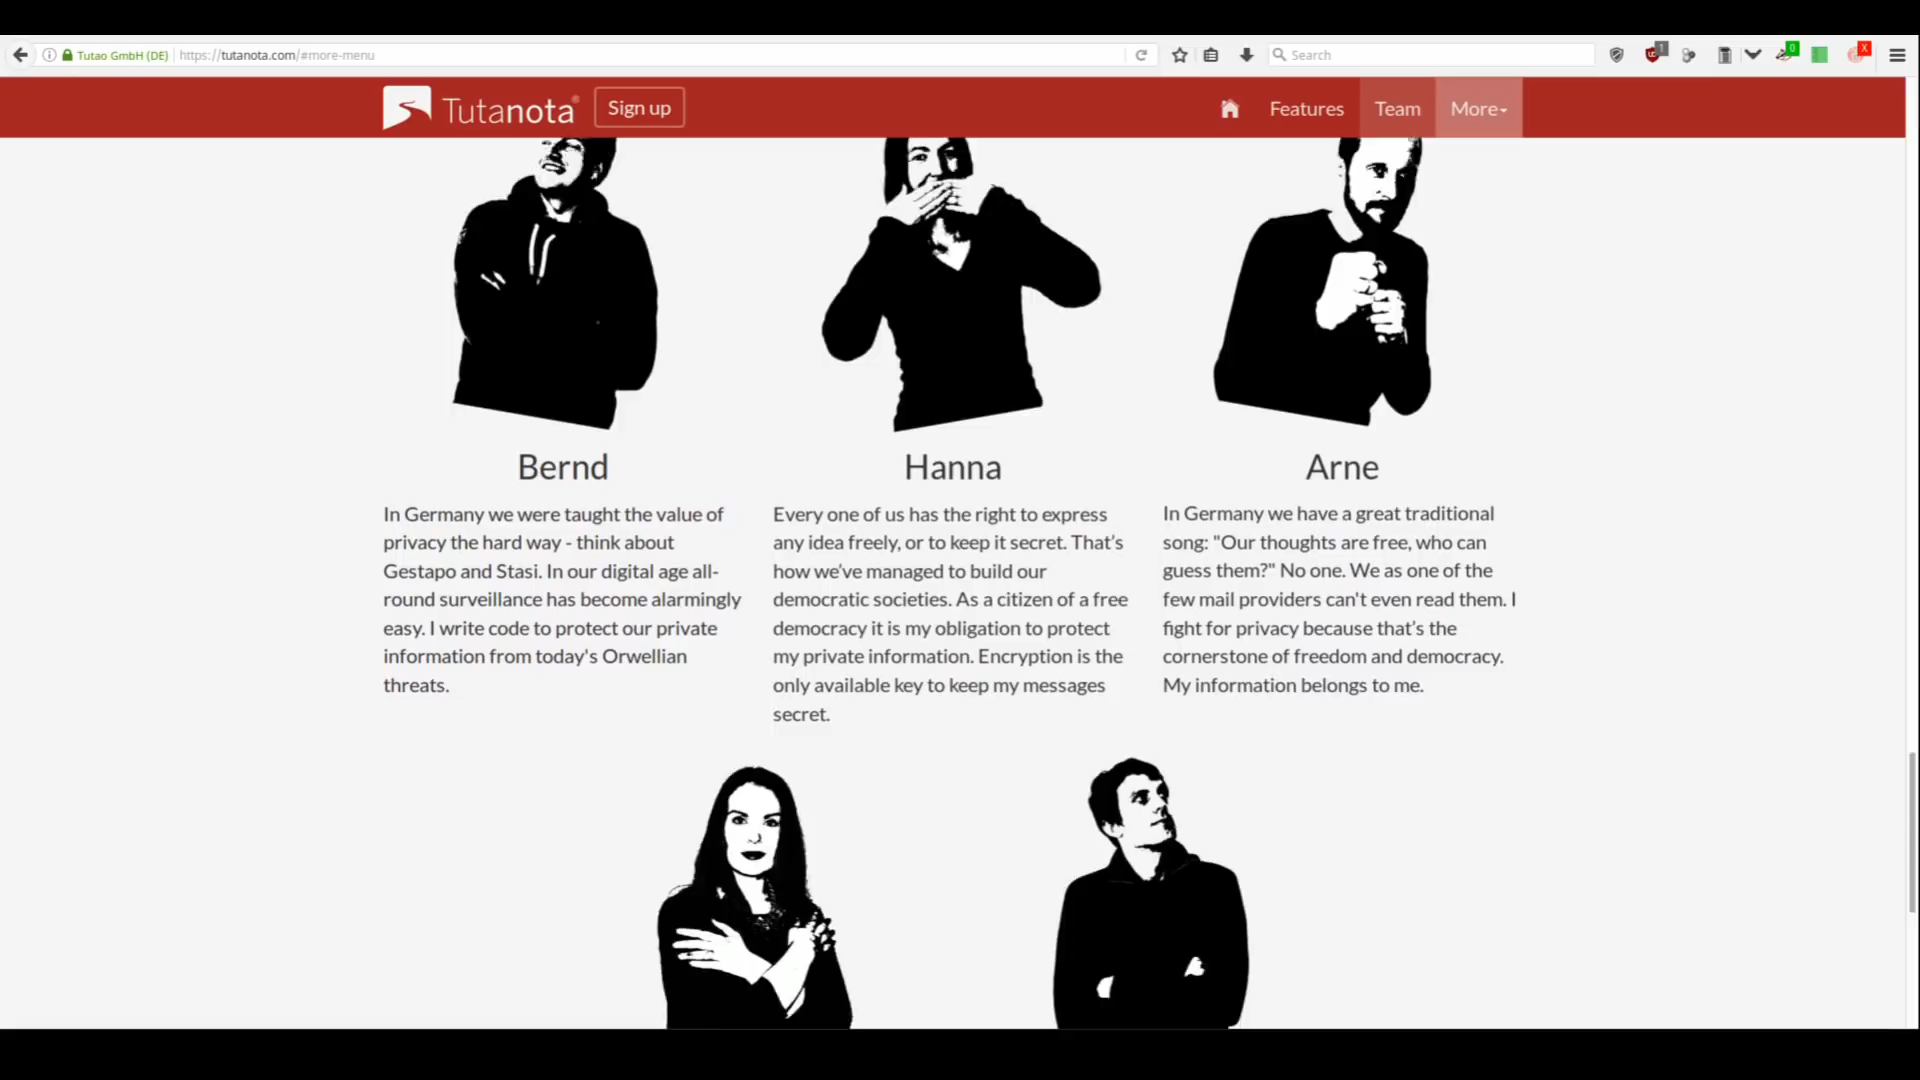 Tutao GmbH (DE) https://tutanota.com/#more-menu Search 1 0 X
Tutanota® Sign up Features Team More
Bernd
In Germany we were taught the value of
privacy the hard way - think about
Gestapo and Stasi. In our digital age all-
round surveillance has become alarmingly
easy. I write code to protect our private
information from today's Orwellian
threats.
Hanna
Every one of us has the right to express
any idea freely, or to keep it secret. That’s
how we’ve managed to build our
democratic societies. As a citizen of a free
democracy it is my obligation to protect
my private information. Encryption is the
only available key to keep my messages
secret.
Arne
In Germany we have a great traditional
song: "Our thoughts are free, who can
guess them?" No one. We as one of the
few mail providers can't even read them. I
fight for privacy because that’s the
cornerstone of freedom and democracy.
My information belongs to me.